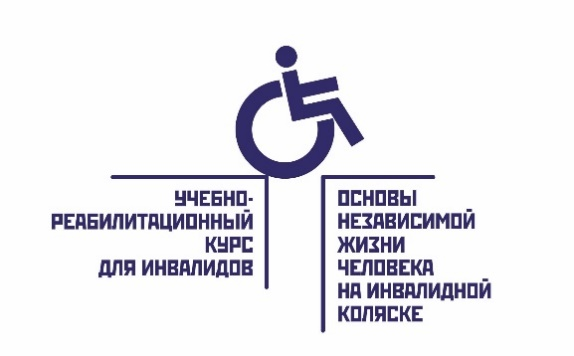 УЧЕБНО-
РЕАБИЛИТАЦИОННЫЙ
КУРС
ДЛЯ ИНВАЛИДОВ
ОСНОВЫ
НЕЗАВИСИМОЙ
ЖИЗНИ
ЧЕЛОВЕКА
НА ИНВАЛИДНОЙ
КОЛЯСКЕ